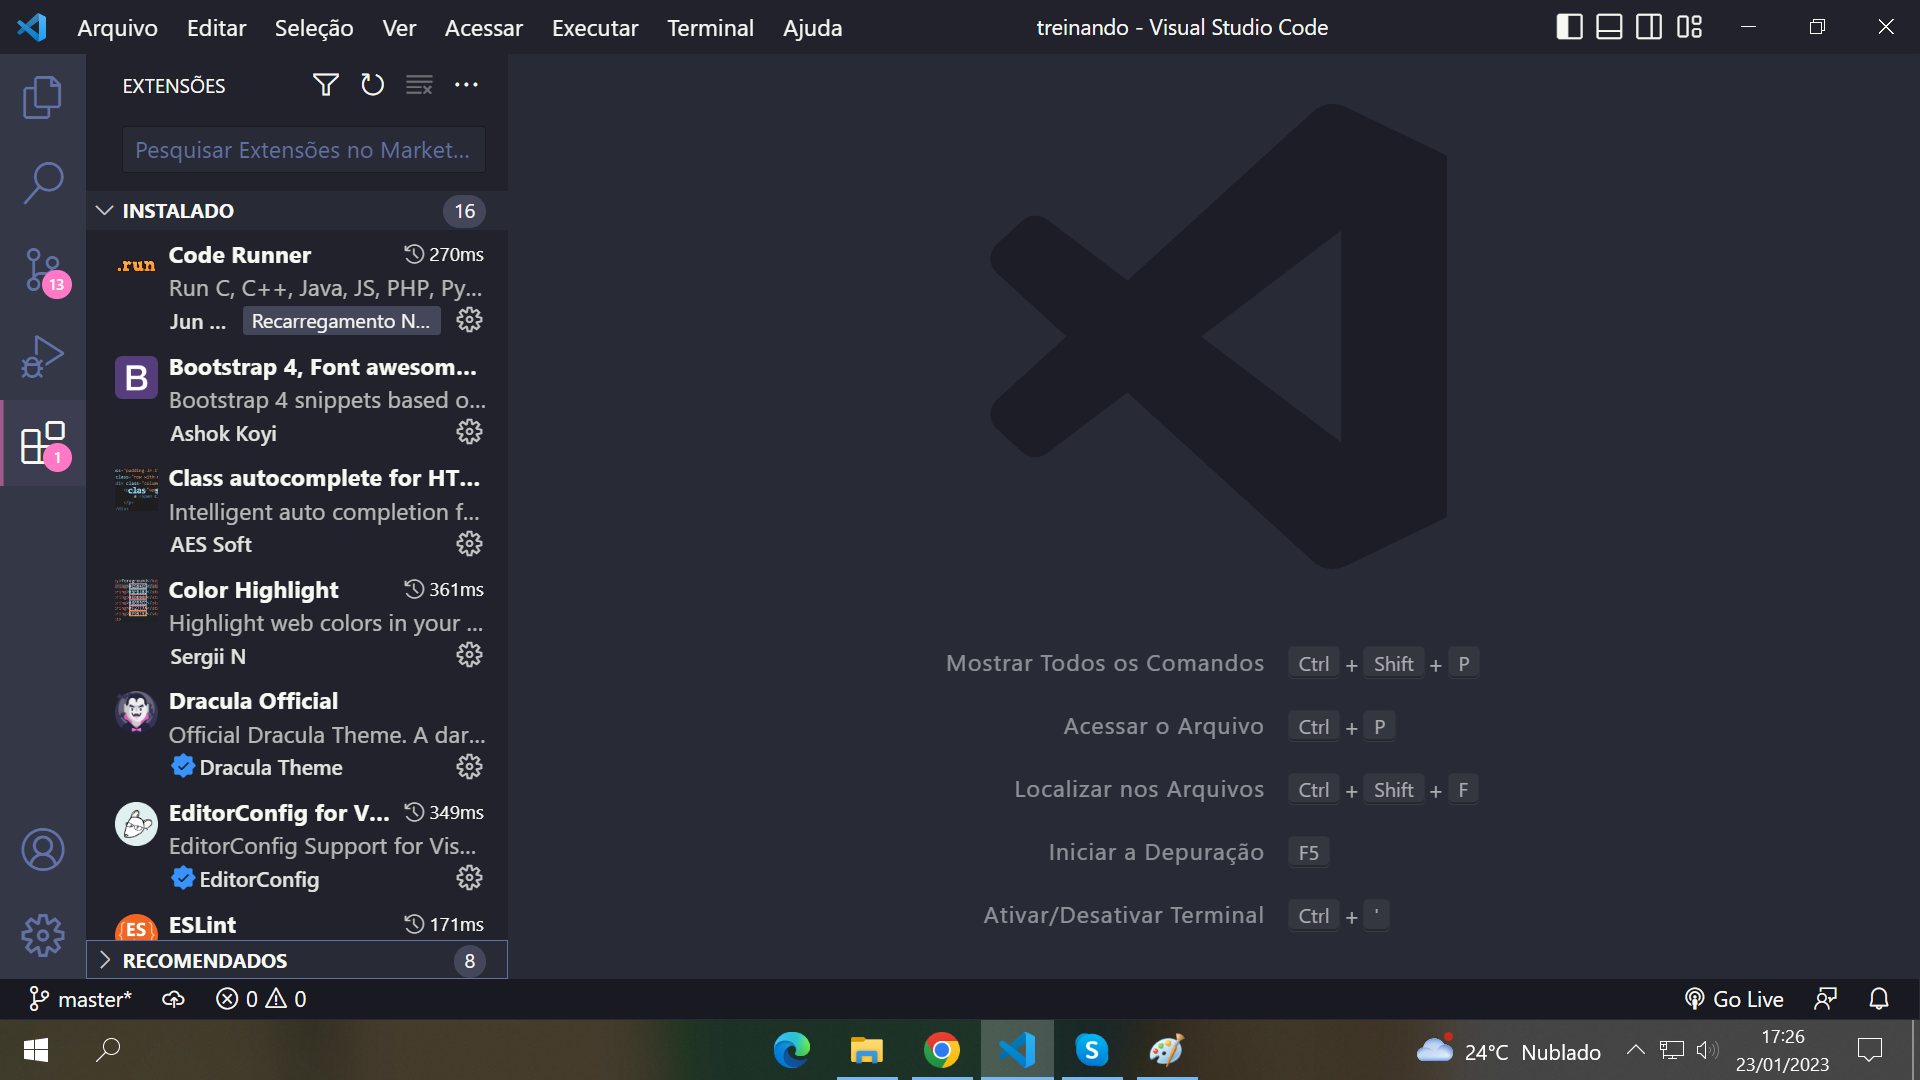 Arquivo Editar Seleção Ver Acessar Executar Terminal Ajuda treinando - Visual Studio Code
EXTENSÕES
Pesquisar Extensões no Market...
INSTALADO 16
.run Code Runner 270ms
Run C, C++, Java, JS, PHP, Py...
Jun ... Recarregamento N...
B Bootstrap 4, Font awesom...
Bootstrap 4 snippets based o...
Ashok Koyi
Class autocomplete for HT...
Intelligent auto completion f...
AES Soft
Color Highlight 361ms
Highlight web colors in your ...
Sergii N
Dracula Official
Official Dracula Theme. A dar...
Dracula Theme
EditorConfig for V... 349ms
EditorConfig Support for Vis...
EditorConfig
{ES} ESLint 171ms
RECOMENDADOS 8
13
1
Mostrar Todos os Comandos Ctrl + Shift + P
Acessar o Arquivo Ctrl + P
Localizar nos Arquivos Ctrl + Shift + F
Iniciar a Depuração F5
Ativar/Desativar Terminal Ctrl + '
master* 0 0 Go Live
24°C Nublado
17:26
23/01/2023